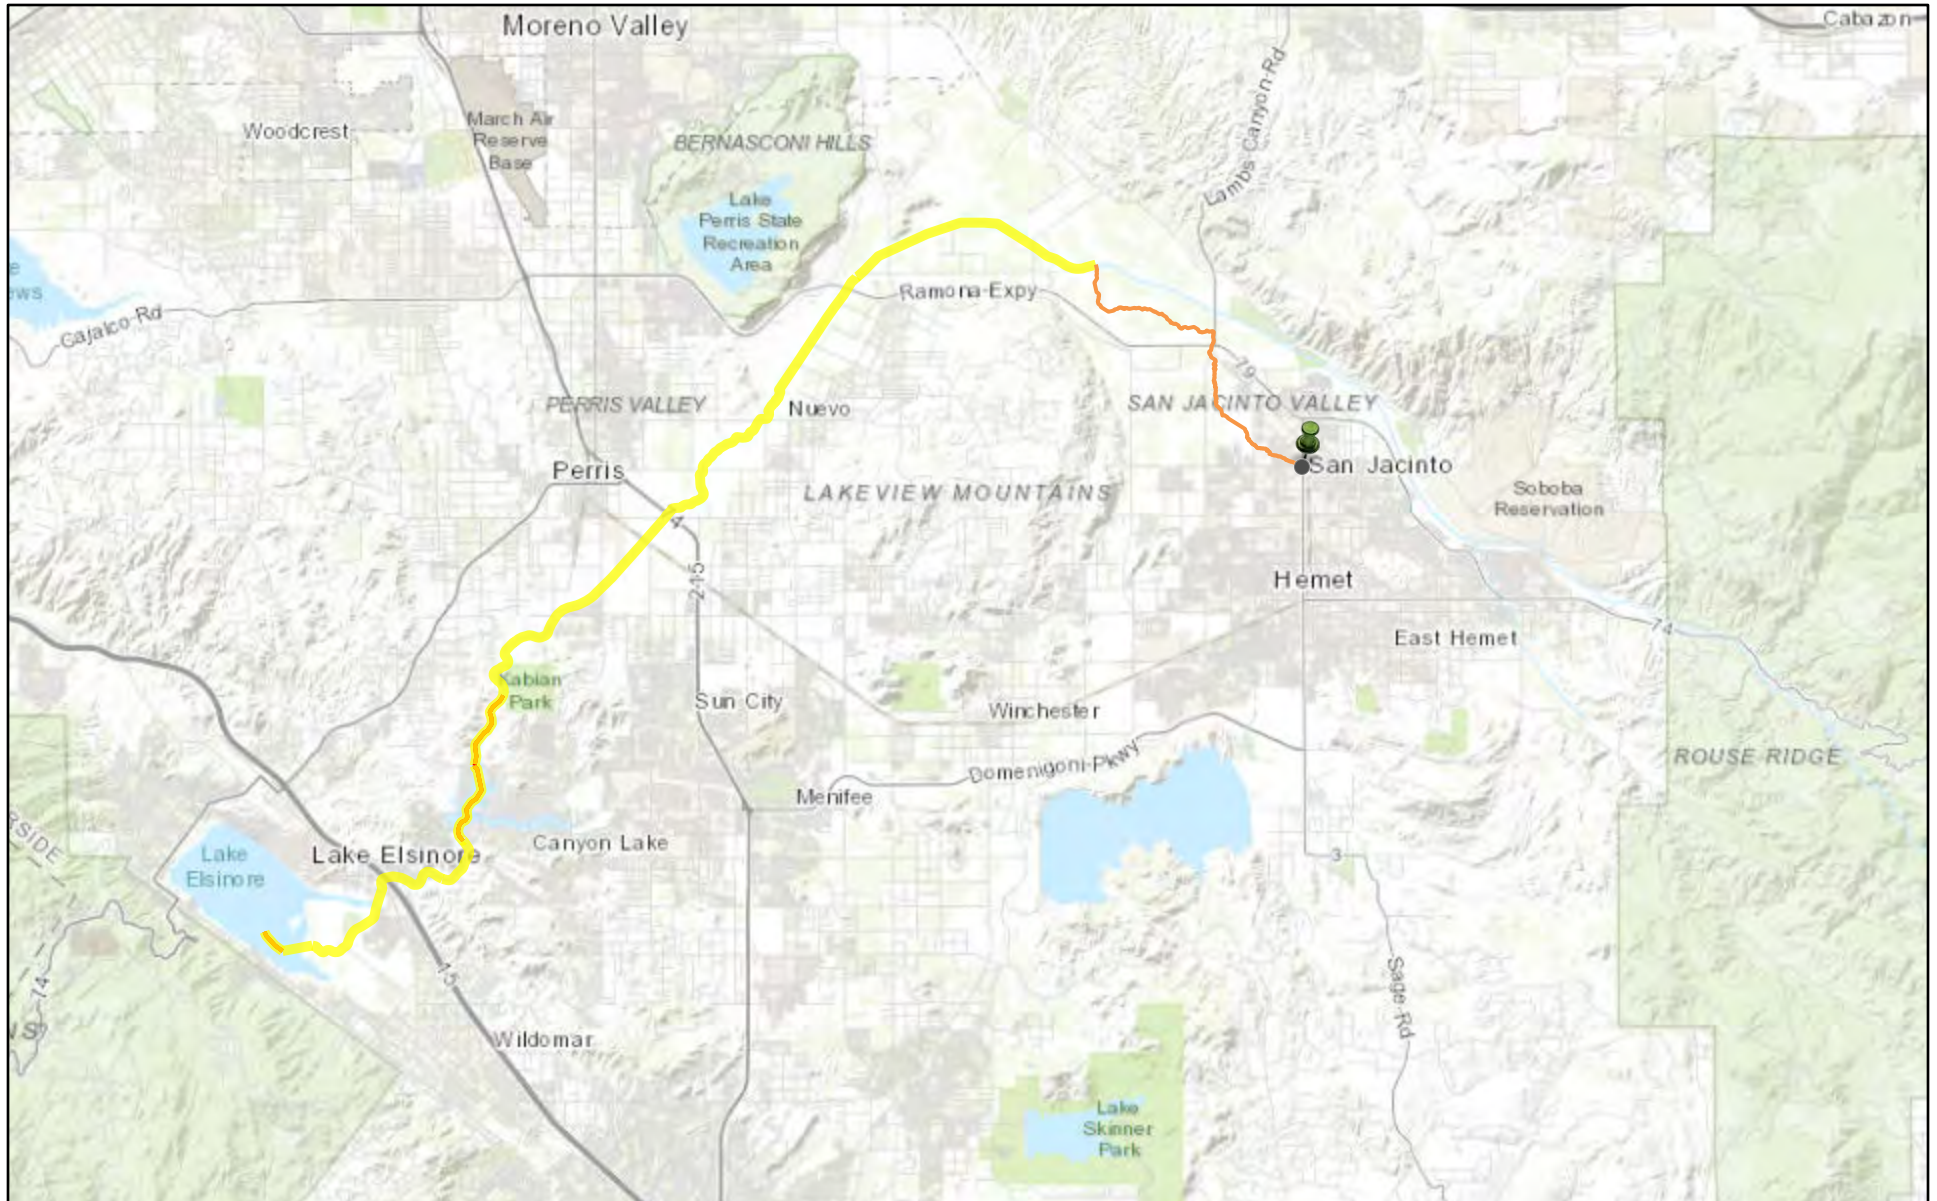 Moreno Valley
Cabazon
Woodcrest
March Air
Reserve
Base
BERNASCONI HILLS
Lambs Canyon Rd
Lake
Perris State
Recreation
Area
Cajalco Rd
Ramona Expy
79
PERRIS VALLEY
Nuevo
SAN JACINTO VALLEY
Perris
San Jacinto
LAKEVIEW MOUNTAINS
Soboba
Reservation
215
Hemet
74
East Hemet
Kabian
Park
Sun City
Winchester
Domenigoni Pkwy
ROUSE RIDGE
Menifee
Lake Elsinore
Canyon Lake
Lake
Elsinore
3
15
74
Sage Rd
Wildomar
Lake
Skinner
Park